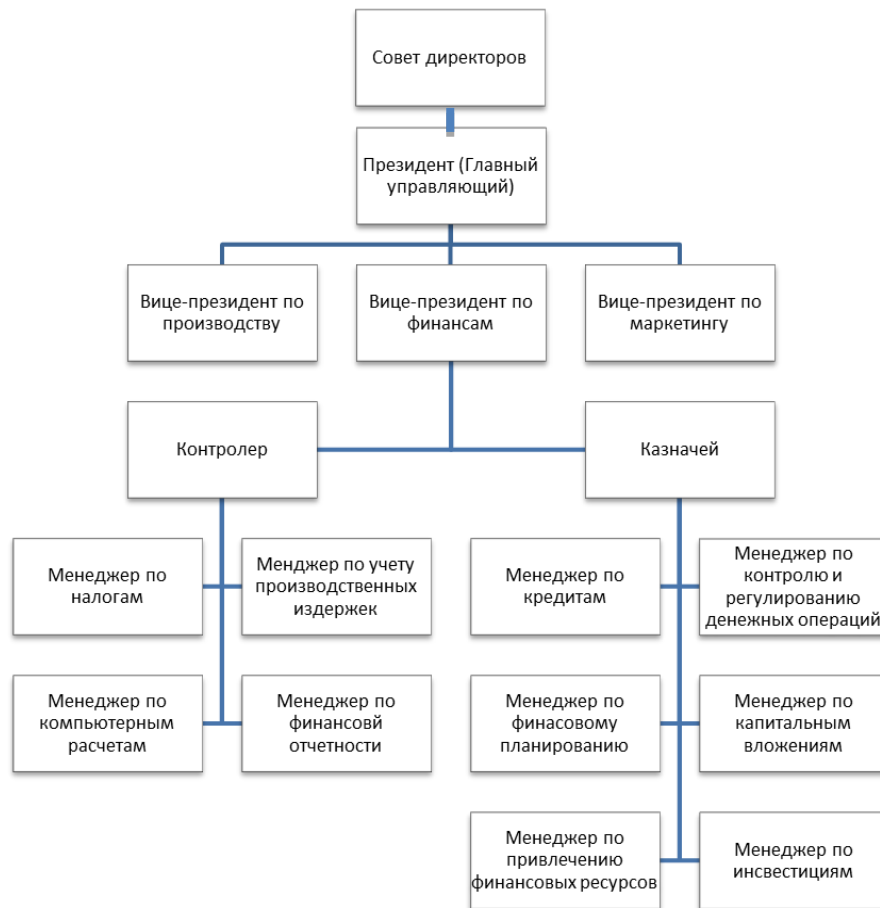 Совет директоров
Президент (Главный
управляющий)
Вице-президент по
производству
Вице-президент по
финансам
Вице-президент по
маркетингу
Контролер
Казначей
Менеджер по
налогам
Менджер по учету
производственных
издержек
Менеджер по
кредитам
Менеджер по
контролю и
регулированию
денежных операций
Менеджер по
компьютерным
расчетам
Менеджер по
финансовй
отчетности
Менеджер по
финасовому
планированию
Менеджер по
капитальным
вложениям
Менеджер по
привлечению
финансовых ресурсов
Менеджер по
инсвестициям